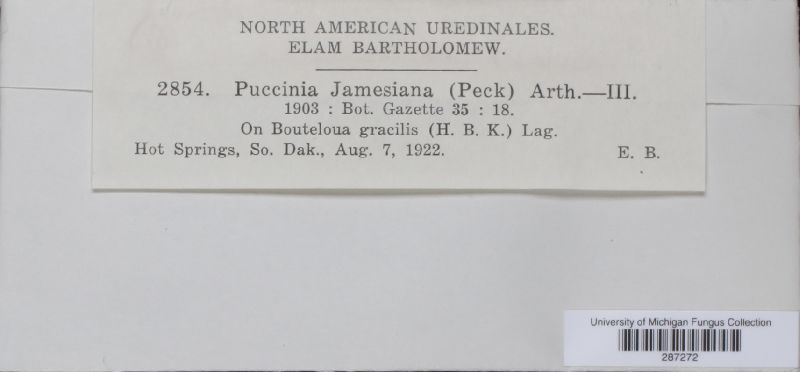 NORTH AMERICAN UREDINALES.
ELAM BARTHOLOMEW.
2854. Puccinia Jamesiana (Peck) Arth.—III.
1903 : Bot. Gazette 35 : 18.
On Bouteloua gracilis (H. B. K.) Lag.
Hot Springs, So. Dak., Aug. 7, 1922. E. B.
University of Michigan Fungus Collection
287272